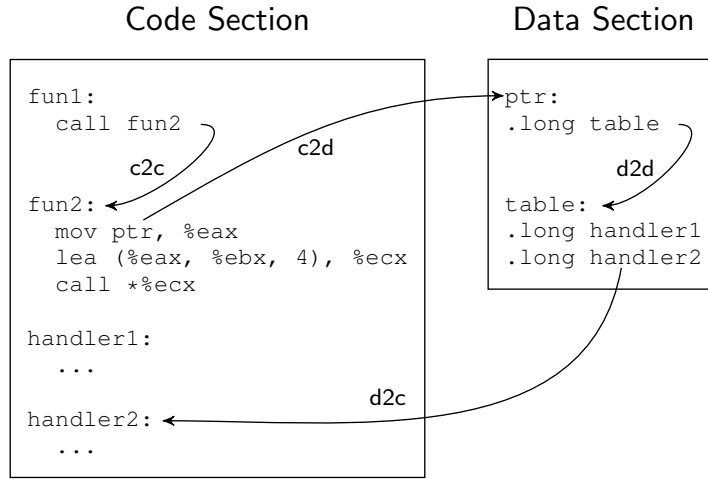 Code Section
fun1:
call fun2
c2c
fun2:
mov ptr, %eax
lea (%eax, %ebx, 4), %ecx
call *%ecx
handler1:
...
handler2:
...
c2d
Data Section
ptr:
.long table
d2d
table:
.long handler1
.long handler2
d2c